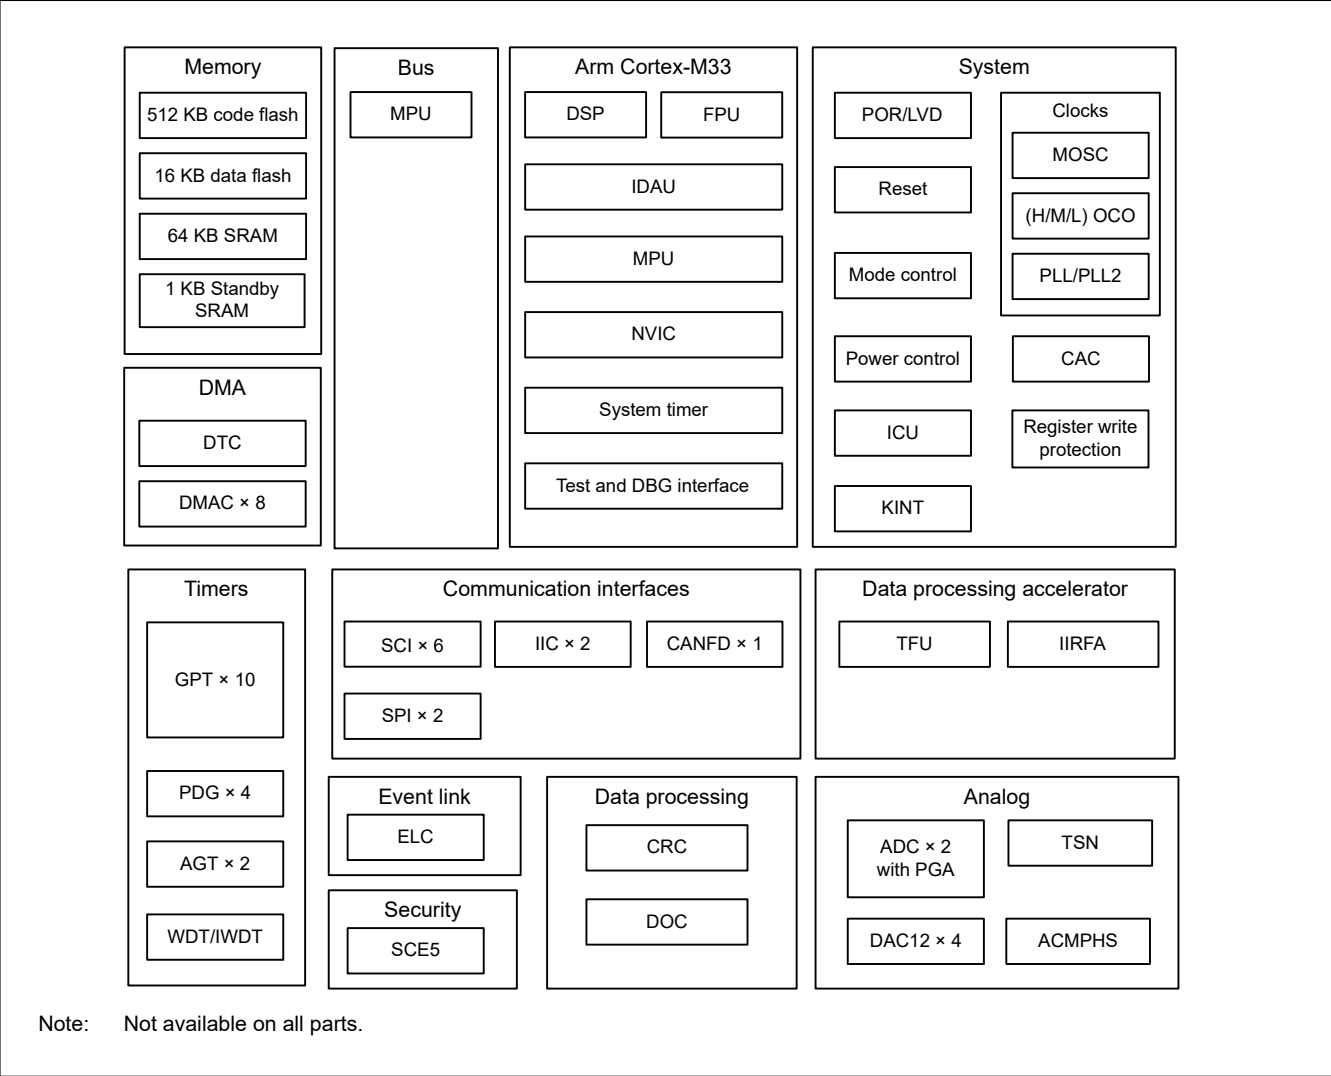 Memory
512 KB code flash
16 KB data flash
64 KB SRAM
1 KB Standby
SRAM
DMA
DTC
DMAC × 8
Bus
MPU
Arm Cortex-M33
DSP
FPU
IDAU
MPU
NVIC
System timer
Test and DBG interface
System
POR/LVD
Reset
Mode control
Power control
ICU
KINT
Clocks
MOSC
(H/M/L) OCO
PLL/PLL2
CAC
Register write
protection
Timers
GPT × 10
PDG × 4
AGT × 2
WDT/IWDT
Communication interfaces
SCI × 6
IIC × 2
CANFD × 1
SPI × 2
Data processing accelerator
TFU
IIRFA
Event link
ELC
Security
SCE5
Data processing
CRC
DOC
Analog
ADC × 2
with PGA
TSN
DAC12 × 4
ACMPHS
Note: Not available on all parts.